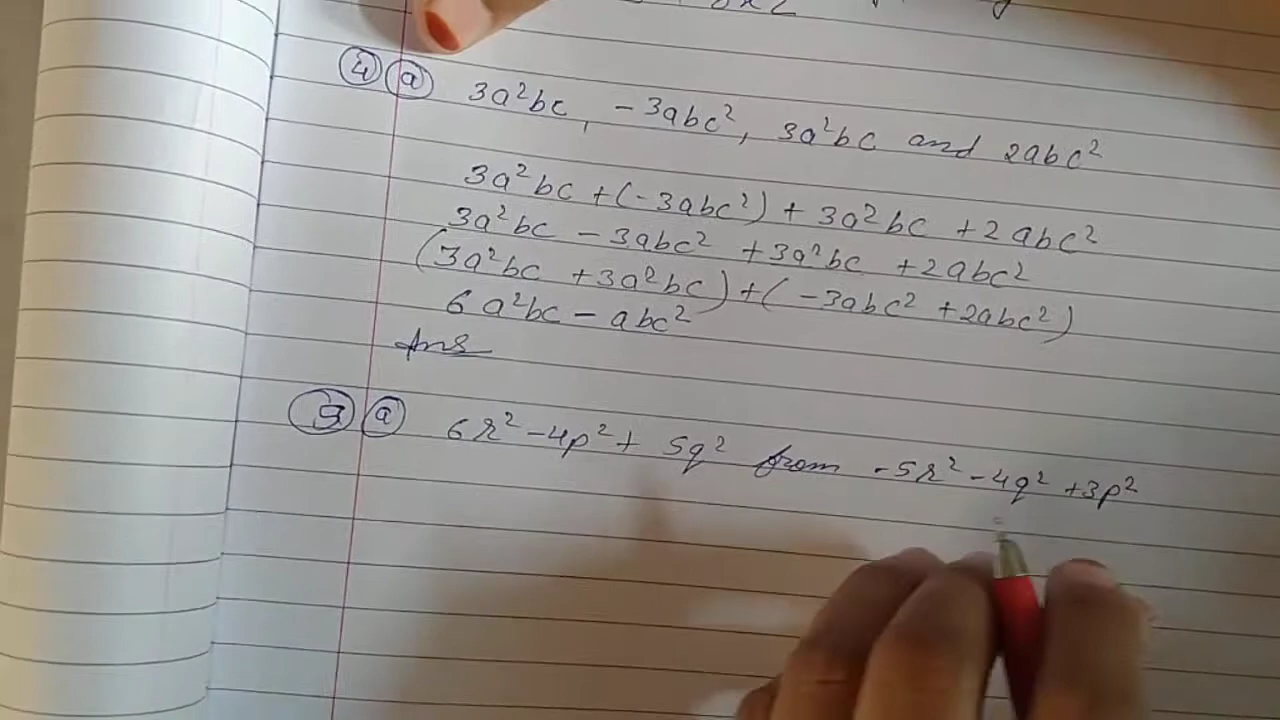 ④ ⓐ 3a²bc, -3abc², 3a²bc and 2abc²
3a²bc +(-3abc²) + 3a²bc +2abc²
3a²bc - 3abc² +3a²bc +2abc²
(3a²bc +3a²bc) +(-3abc² +2abc²)
6a²bc - abc²
Ans
⑤ ⓐ 6r² -4p² + 5q² from -5r² -4q² +3p²